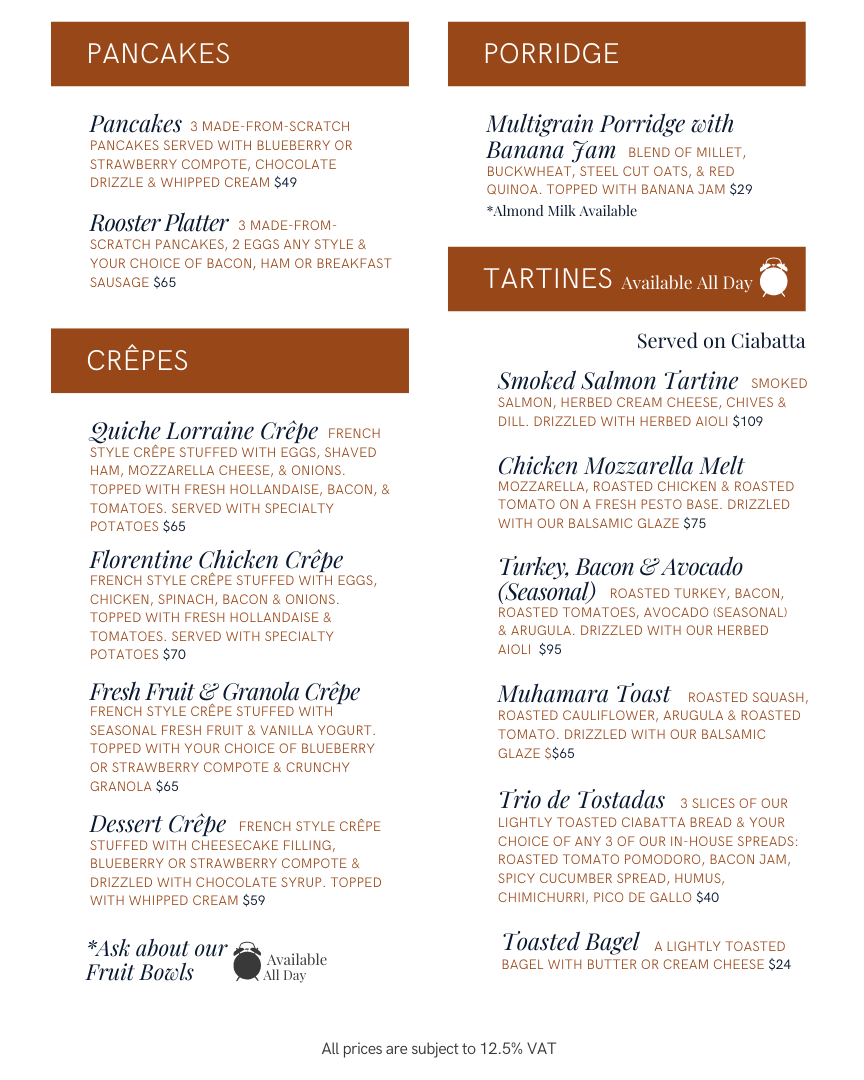 PANCAKES
Pancakes 3 MADE-FROM-SCRATCH
PANCAKES SERVED WITH BLUEBERRY OR
STRAWBERRY COMPOTE, CHOCOLATE
DRIZZLE & WHIPPED CREAM $49
Rooster Platter 3 MADE-FROM-
SCRATCH PANCAKES, 2 EGGS ANY STYLE &
YOUR CHOICE OF BACON, HAM OR BREAKFAST
SAUSAGE $65
CRÊPES
Quiche Lorraine Crêpe FRENCH
STYLE CRÊPE STUFFED WITH EGGS, SHAVED
HAM, MOZZARELLA CHEESE, & ONIONS.
TOPPED WITH FRESH HOLLANDAISE, BACON, &
TOMATOES. SERVED WITH SPECIALTY
POTATOES $65
Florentine Chicken Crêpe
FRENCH STYLE CRÊPE STUFFED WITH EGGS,
CHICKEN, SPINACH, BACON & ONIONS.
TOPPED WITH FRESH HOLLANDAISE &
TOMATOES. SERVED WITH SPECIALTY
POTATOES $70
Fresh Fruit & Granola Crêpe
FRENCH STYLE CRÊPE STUFFED WITH
SEASONAL FRESH FRUIT & VANILLA YOGURT.
TOPPED WITH YOUR CHOICE OF BLUEBERRY
OR STRAWBERRY COMPOTE & CRUNCHY
GRANOLA $65
Dessert Crêpe FRENCH STYLE CRÊPE
STUFFED WITH CHEESECAKE FILLING,
BLUEBERRY OR STRAWBERRY COMPOTE &
DRIZZLED WITH CHOCOLATE SYRUP. TOPPED
WITH WHIPPED CREAM $59
*Ask about our
Fruit Bowls
Available
All Day
PORRIDGE
Multigrain Porridge with
Banana Jam BLEND OF MILLET,
BUCKWHEAT, STEEL CUT OATS, & RED
QUINOA. TOPPED WITH BANANA JAM $29
*Almond Milk Available
TARTINES Available All Day
Served on Ciabatta
Smoked Salmon Tartine SMOKED
SALMON, HERBED CREAM CHEESE, CHIVES &
DILL. DRIZZLED WITH HERBED AIOLI $109
Chicken Mozzarella Melt
MOZZARELLA, ROASTED CHICKEN & ROASTED
TOMATO ON A FRESH PESTO BASE. DRIZZLED
WITH OUR BALSAMIC GLAZE $75
Turkey, Bacon & Avocado
(Seasonal) ROASTED TURKEY, BACON,
ROASTED TOMATOES, AVOCADO (SEASONAL)
& ARUGULA. DRIZZLED WITH OUR HERBED
AIOLI $95
Muhamara Toast ROASTED SQUASH,
ROASTED CAULIFLOWER, ARUGULA & ROASTED
TOMATO. DRIZZLED WITH OUR BALSAMIC
GLAZE $$65
Trio de Tostadas 3 SLICES OF OUR
LIGHTLY TOASTED CIABATTA BREAD & YOUR
CHOICE OF ANY 3 OF OUR IN-HOUSE SPREADS:
ROASTED TOMATO POMODORO, BACON JAM,
SPICY CUCUMBER SPREAD, HUMUS,
CHIMICHURRI, PICO DE GALLO $40
Toasted Bagel A LIGHTLY TOASTED
BAGEL WITH BUTTER OR CREAM CHEESE $24
All prices are subject to 12.5% VAT